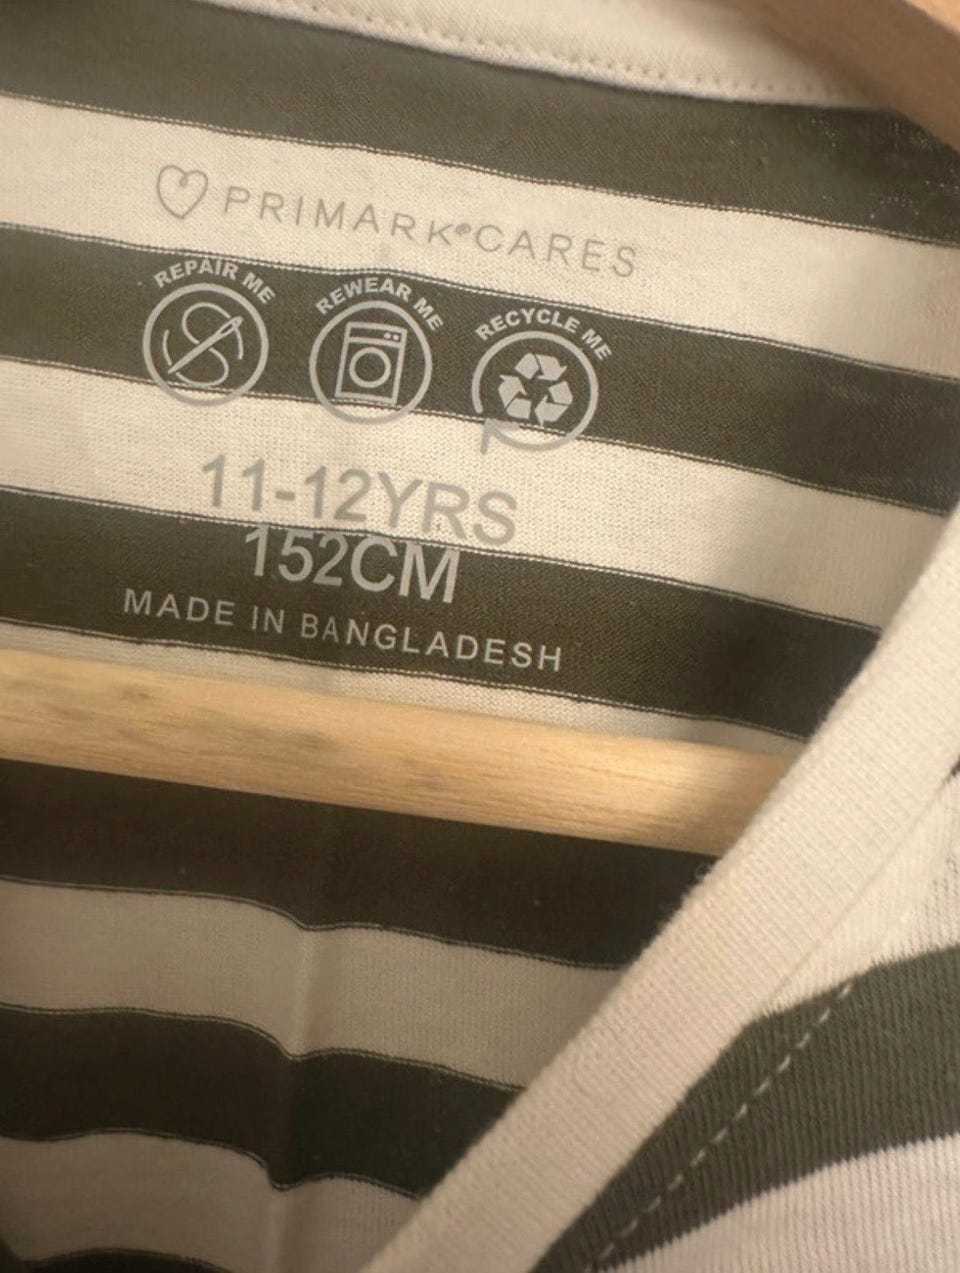 PRIMARK®CARES
REPAIR ME
REWEAR ME
RECYCLE ME
11-12YRS
152CM
MADE IN BANGLADESH